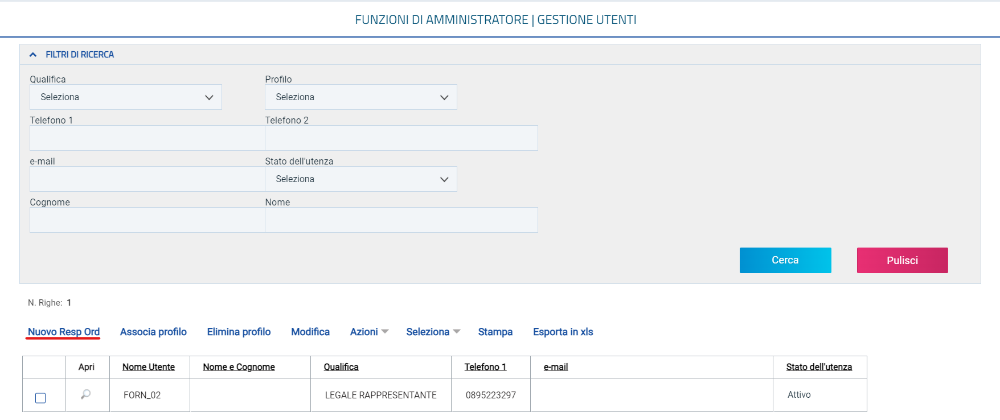 FUNZIONI DI AMMINISTRATORE | GESTIONE UTENTI
FILTRI DI RICERCA
Qualifica Profilo
Seleziona Seleziona
Telefono 1 Telefono 2
e-mail Stato dell'utenza
Seleziona
Cognome Nome
Cerca Pulisci
N. Righe: 1
Nuovo Resp Ord Associa profilo Elimina profilo Modifica Azioni Seleziona Stampa Esporta in xls
Apri Nome Utente Nome e Cognome Qualifica Telefono 1 e-mail Stato dell'utenza
FORN_02 LEGALE RAPPRESENTANTE 0895223297 Attivo